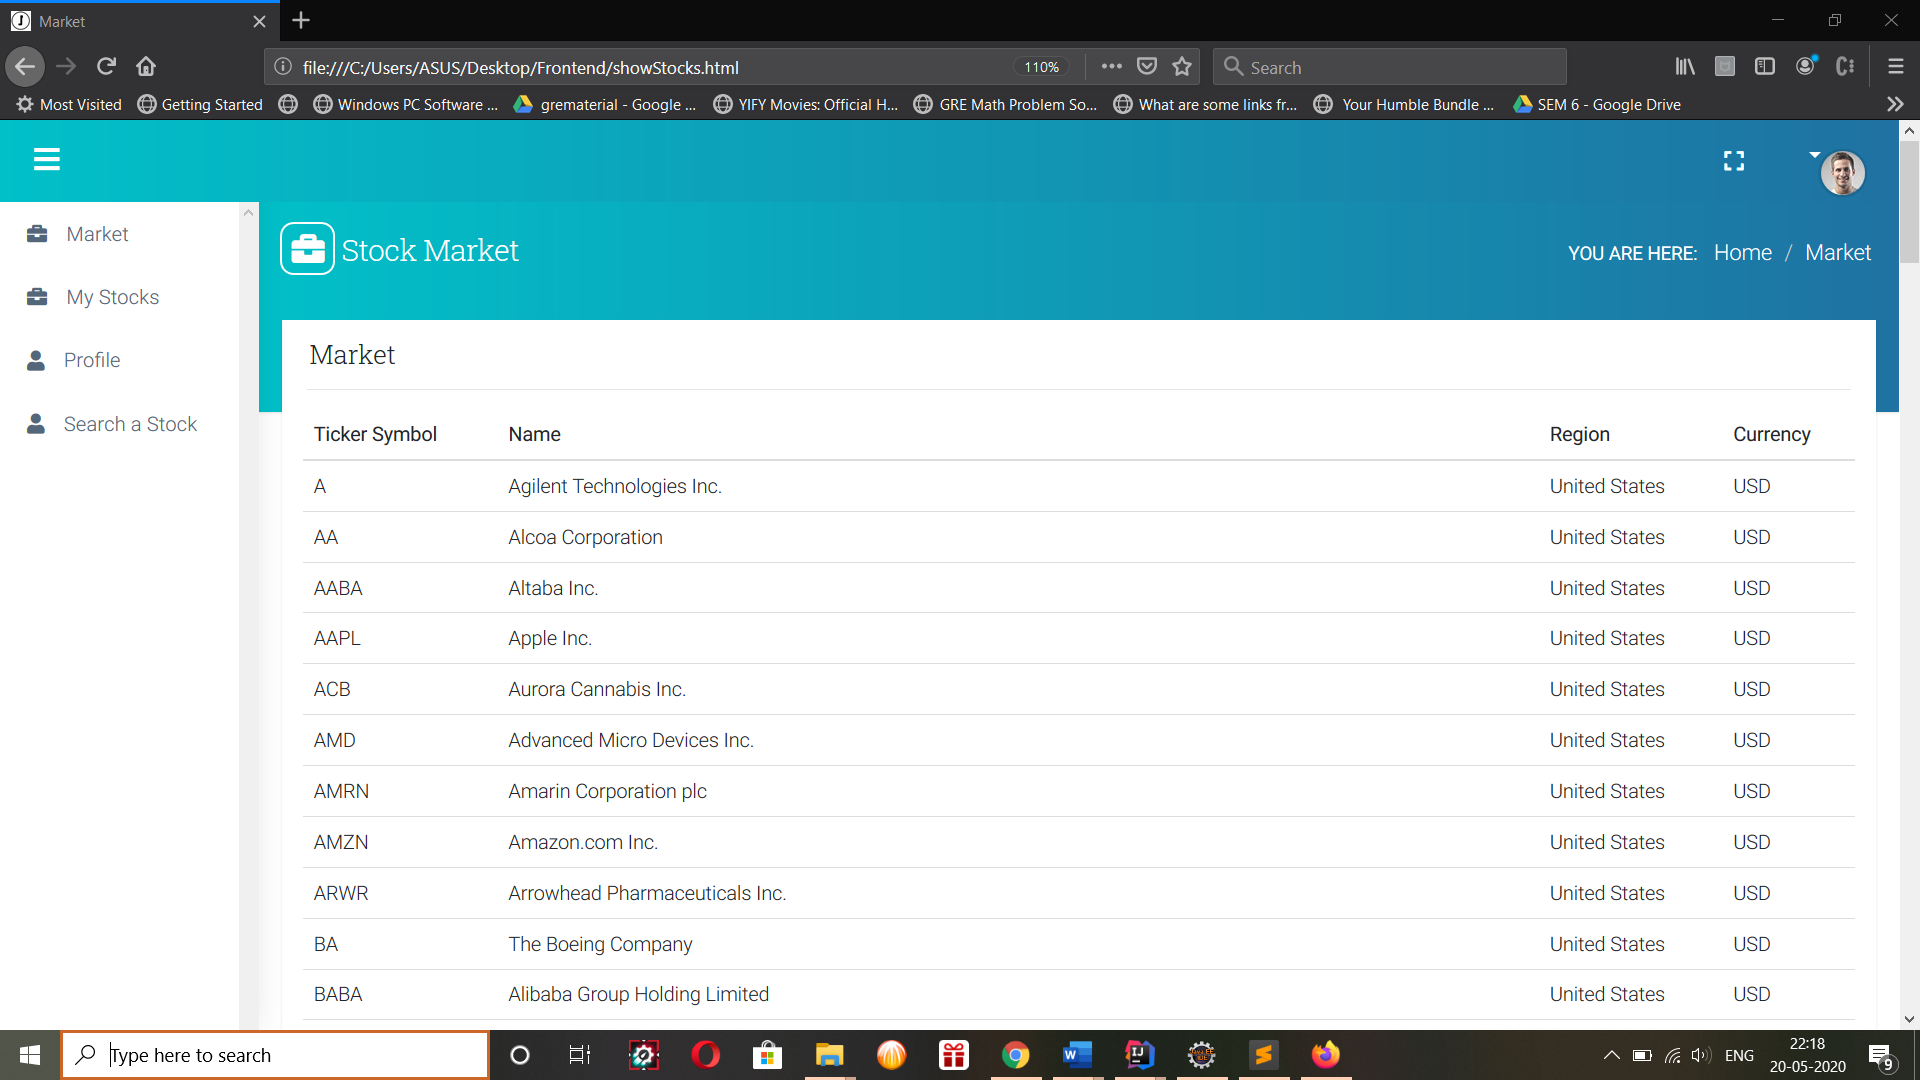 Market
file:///C:/Users/ASUS/Desktop/Frontend/showStocks.html 110% Search
Most Visited Getting Started Windows PC Software ... grematerial - Google ... YIFY Movies: Official H... GRE Math Problem So... What are some links fr... Your Humble Bundle ... SEM 6 - Google Drive
Market
My Stocks
Profile
Search a Stock
Stock Market
YOU ARE HERE: Home / Market
Market
Ticker Symbol Name Region Currency
A Agilent Technologies Inc. United States USD
AA Alcoa Corporation United States USD
AABA Altaba Inc. United States USD
AAPL Apple Inc. United States USD
ACB Aurora Cannabis Inc. United States USD
AMD Advanced Micro Devices Inc. United States USD
AMRN Amarin Corporation plc United States USD
AMZN Amazon.com Inc. United States USD
ARWR Arrowhead Pharmaceuticals Inc. United States USD
BA The Boeing Company United States USD
BABA Alibaba Group Holding Limited United States USD
Type here to search
ENG
22:18
20-05-2020
9